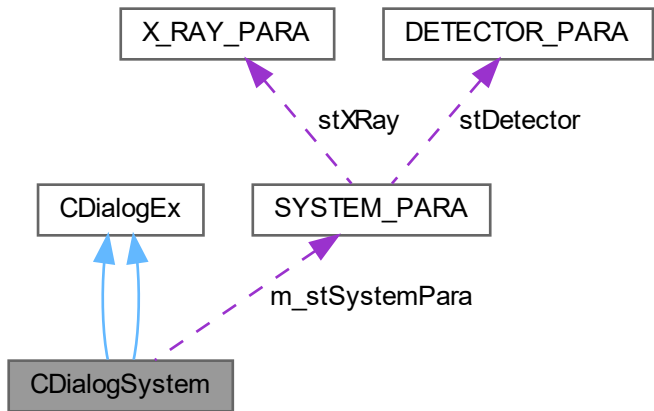 X_RAY_PARA
DETECTOR_PARA
stXRay
stDetector
CDialogEx
SYSTEM_PARA
m_stSystemPara
CDialogSystem